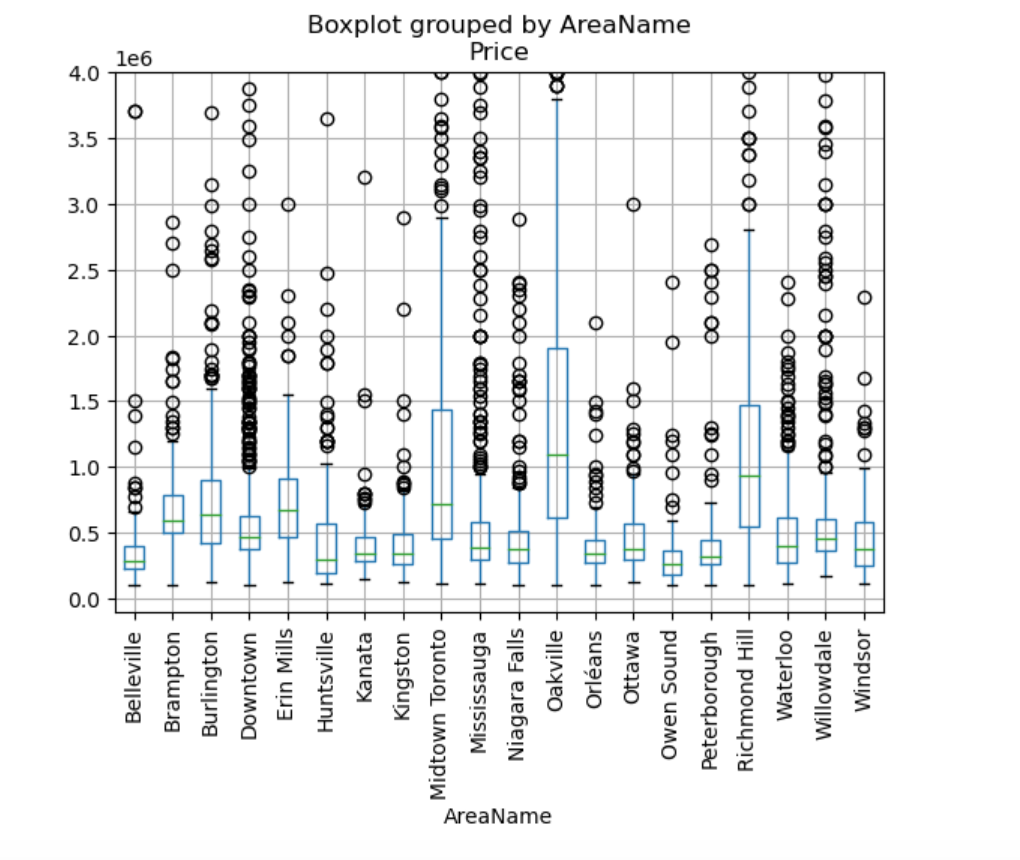 Boxplot grouped by AreaName
Price
1e6
4.0
3.5
3.0
2.5
2.0
1.5
1.0
0.5
0.0
Belleville
Brampton
Burlington
Downtown
Erin Mills
Huntsville
Kanata
Kingston
Midtown Toronto
Mississauga
Niagara Falls
Oakville
Orléans
Ottawa
Owen Sound
Peterborough
Richmond Hill
Waterloo
Willowdale
Windsor
AreaName